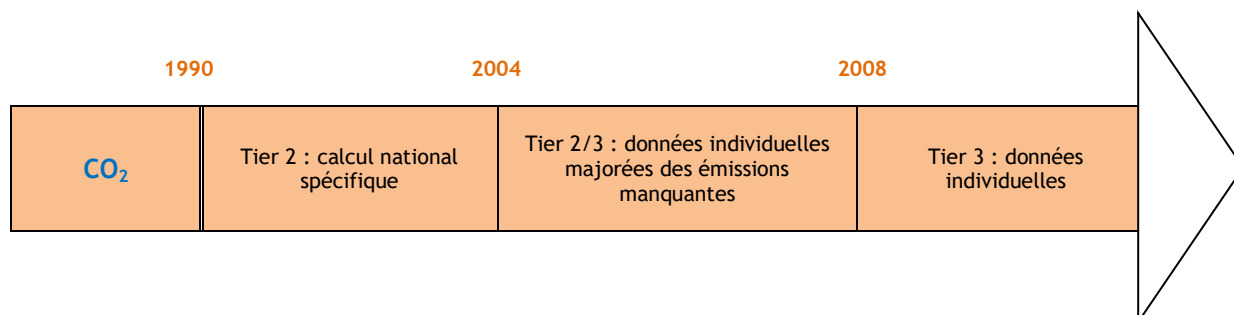 1990
2004
2008
CO₂
Tier 2 : calcul national
spécifique
Tier 2/3 : données individuelles
majorées des émissions
manquantes
Tier 3 : données
individuelles